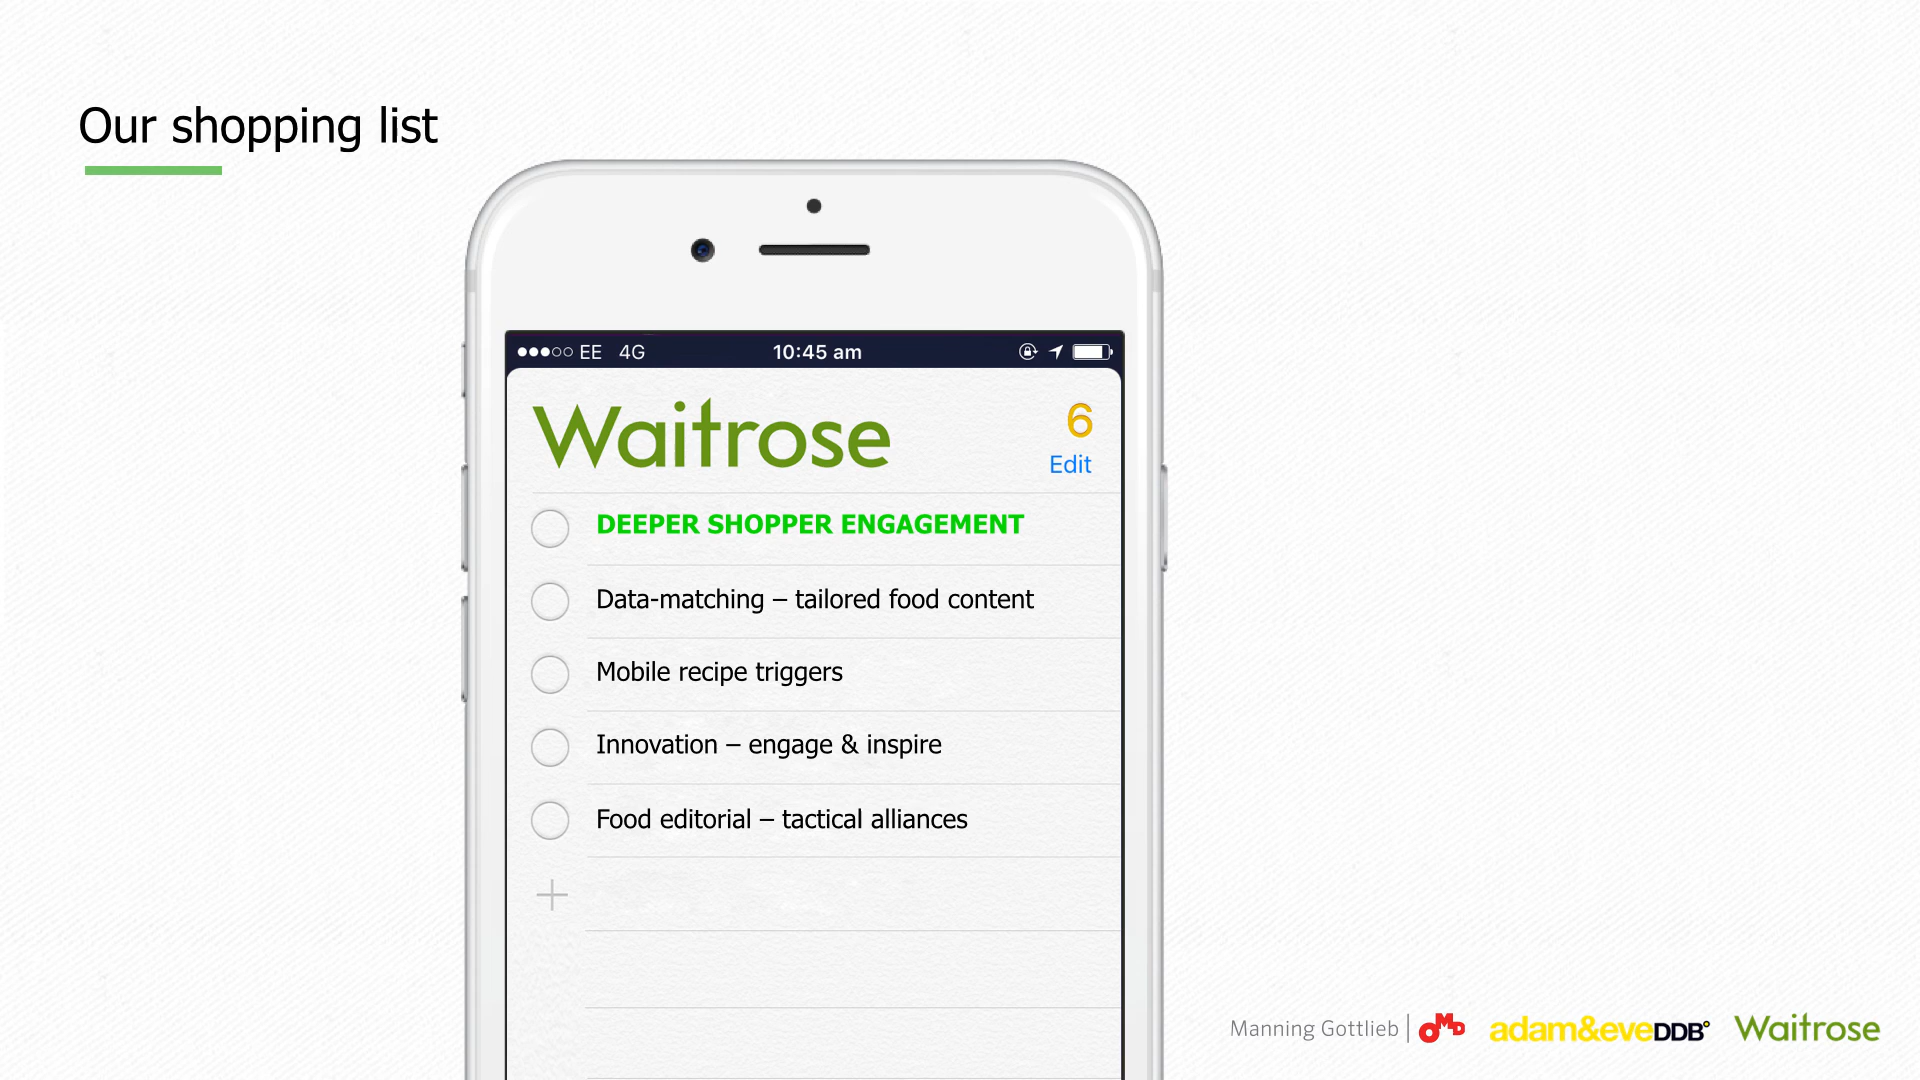 Our shopping list
EE 4G 10:45 am
Waitrose
6
Edit
DEEPER SHOPPER ENGAGEMENT
Data-matching – tailored food content
Mobile recipe triggers
Innovation – engage & inspire
Food editorial – tactical alliances
Manning Gottlieb | OMD adam&eveDDB Waitrose